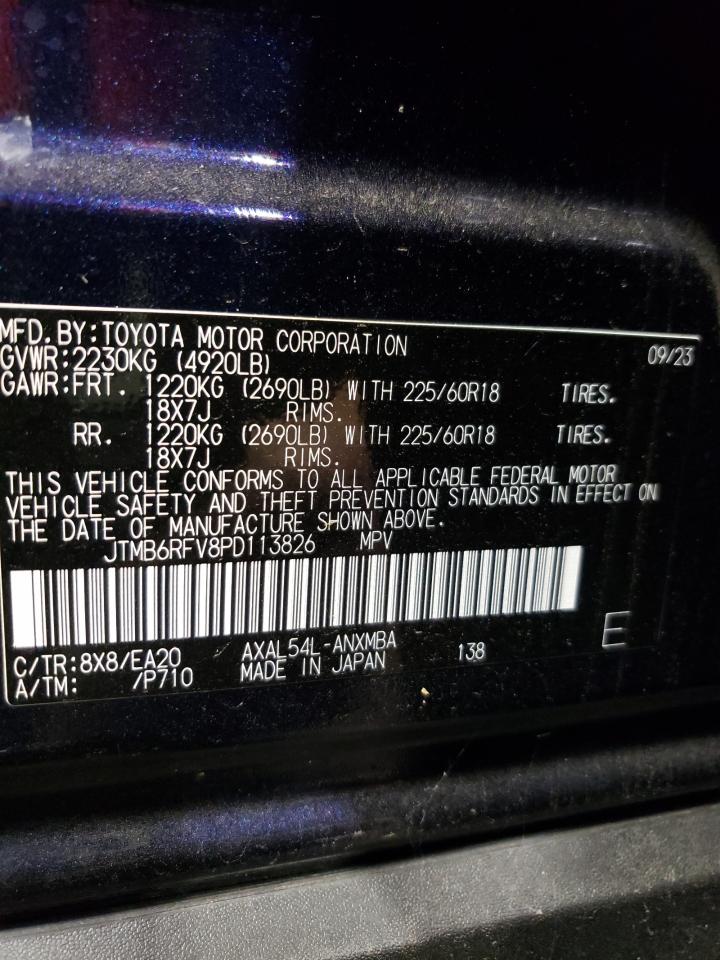 MFD.BY:TOYOTA MOTOR CORPORATION 09/23
GVWR:2230KG (4920LB)
GAWR:FRT. 1220KG (2690LB) WITH 225/60R18 TIRES.
18X7J RIMS.
RR. 1220KG (2690LB) WITH 225/60R18 TIRES.
18X7J RIMS.
THIS VEHICLE CONFORMS TO ALL APPLICABLE FEDERAL MOTOR
VEHICLE SAFETY AND THEFT PREVENTION STANDARDS IN EFFECT ON
THE DATE OF MANUFACTURE SHOWN ABOVE.
JTMB6RFV8PD113826 MPV
E
C/TR:8X8/EA20 AXAL54L-ANXMBA 138
A/TM: /P710 MADE IN JAPAN